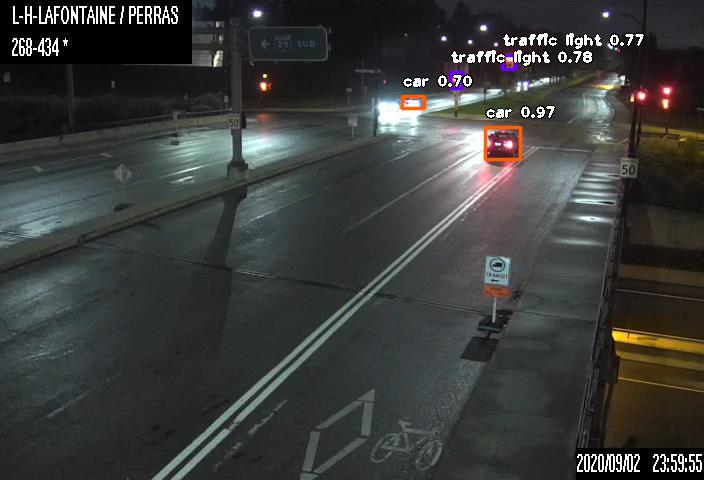 L-H-LAFONTAINE / PERRAS
268-434 *
25 SUD
traffic light 0.77
traffic light 0.78
car 0.70
car 0.97
50
50
TRANSIT
2020/09/02 23:59:55